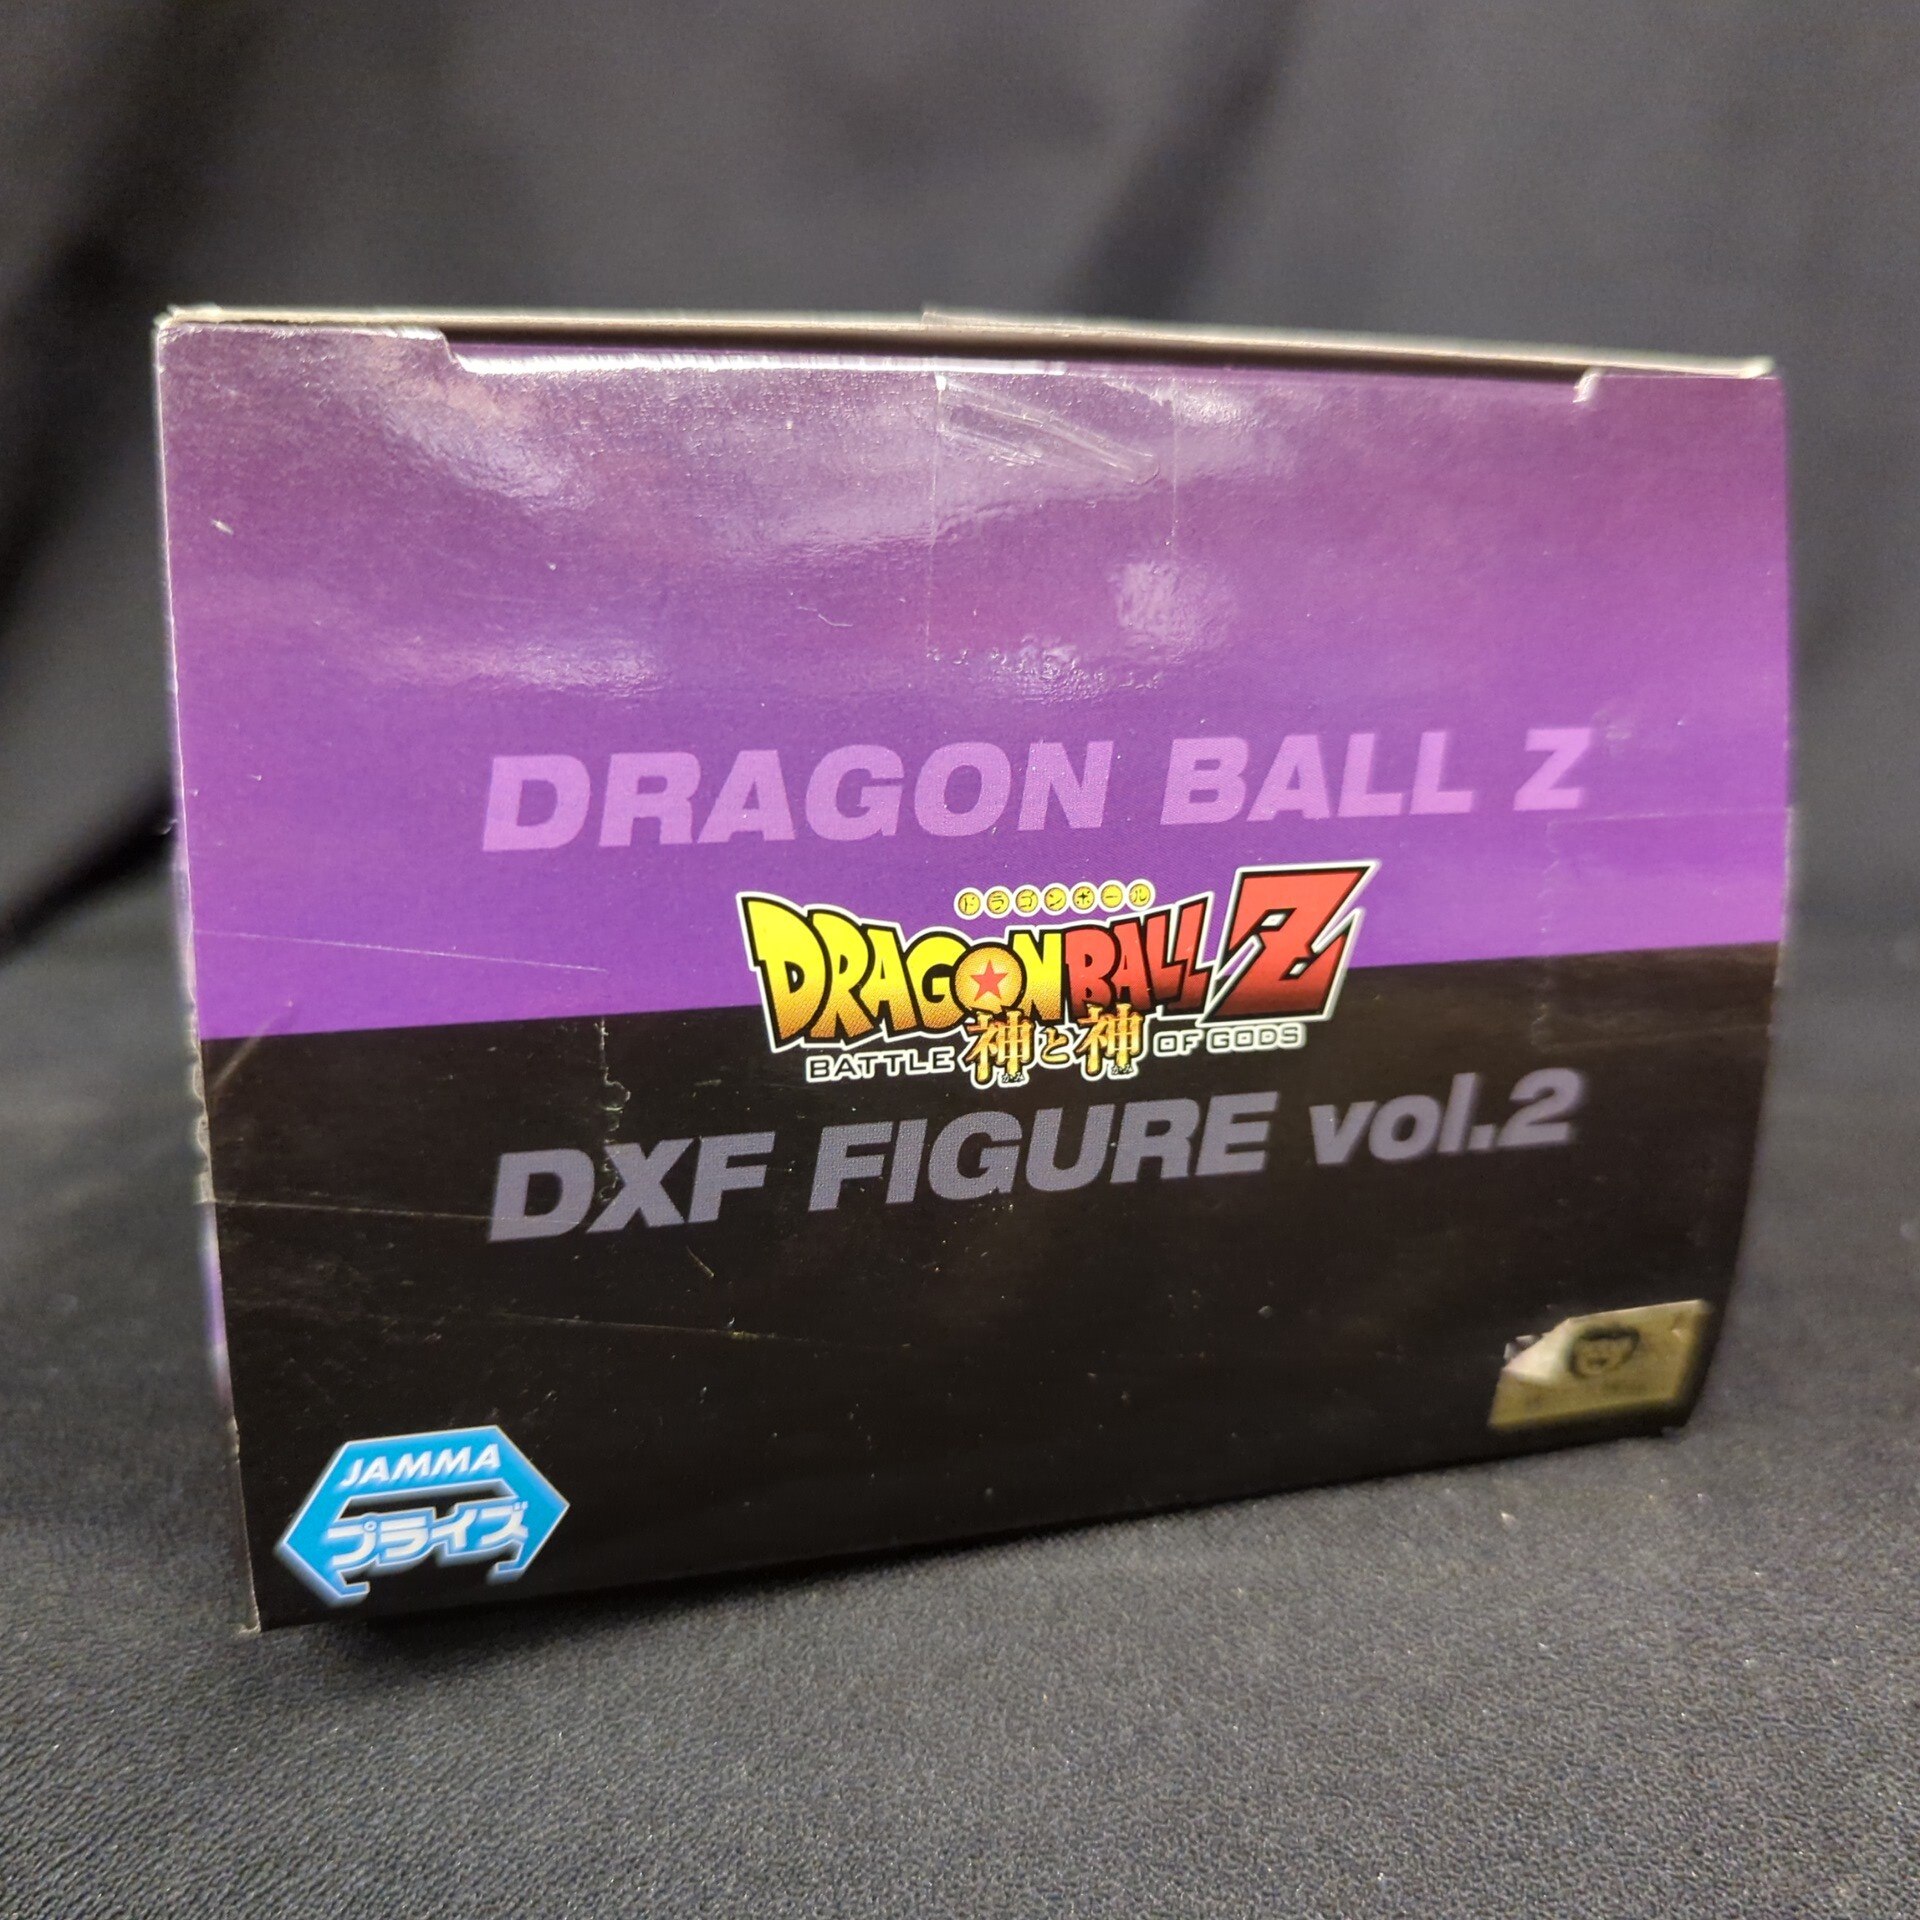 DRAGON BALL Z
ドラゴンボール
DRAGONBALL Z
BATTLE 神と神 OF GODS
DXF FIGURE vol.2
JAMMA
プライズ